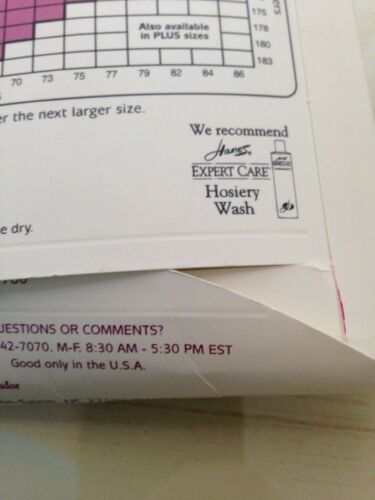 175
Also available
in PLUS sizes
178
180
183
70 73 75 79 82 84 86
the next larger size.
We recommend
Hanes
EXPERT CARE
Hosiery
Wash
dry.
OR COMMENTS?
42-7070, M-F, 8:30 AM - 5:30 PM EST
Good only in the U.S.A.